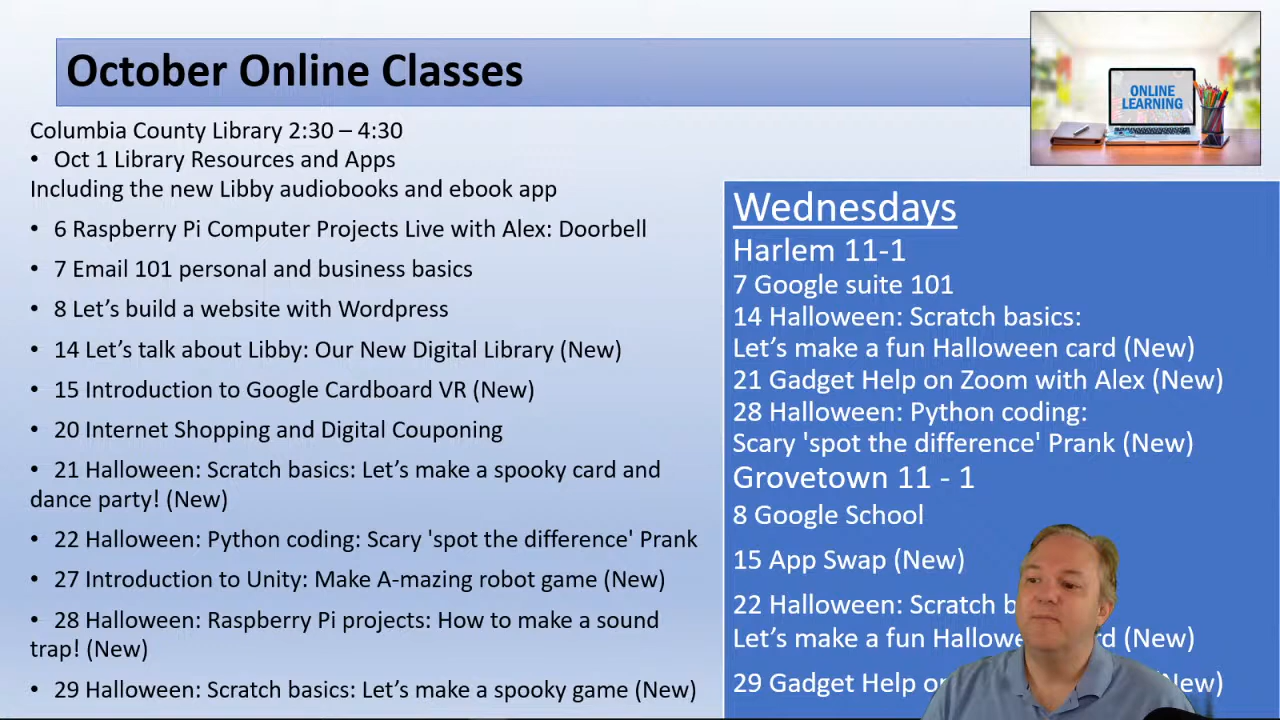 October Online Classes
ONLINE
LEARNING
Columbia County Library 2:30 – 4:30
• Oct 1 Library Resources and Apps
Including the new Libby audiobooks and ebook app
• 6 Raspberry Pi Computer Projects Live with Alex: Doorbell
• 7 Email 101 personal and business basics
• 8 Let’s build a website with Wordpress
• 14 Let’s talk about Libby: Our New Digital Library (New)
• 15 Introduction to Google Cardboard VR (New)
• 20 Internet Shopping and Digital Couponing
• 21 Halloween: Scratch basics: Let’s make a spooky card and
dance party! (New)
• 22 Halloween: Python coding: Scary 'spot the difference' Prank
• 27 Introduction to Unity: Make A-mazing robot game (New)
• 28 Halloween: Raspberry Pi projects: How to make a sound
trap! (New)
• 29 Halloween: Scratch basics: Let’s make a spooky game (New)
Wednesdays
Harlem 11-1
7 Google suite 101
14 Halloween: Scratch basics:
Let’s make a fun Halloween card (New)
21 Gadget Help on Zoom with Alex (New)
28 Halloween: Python coding:
Scary 'spot the difference' Prank (New)
Grovetown 11 - 1
8 Google School
15 App Swap (New)
22 Halloween: Scratch
Let’s make a fun (New)
29 Gadget Help